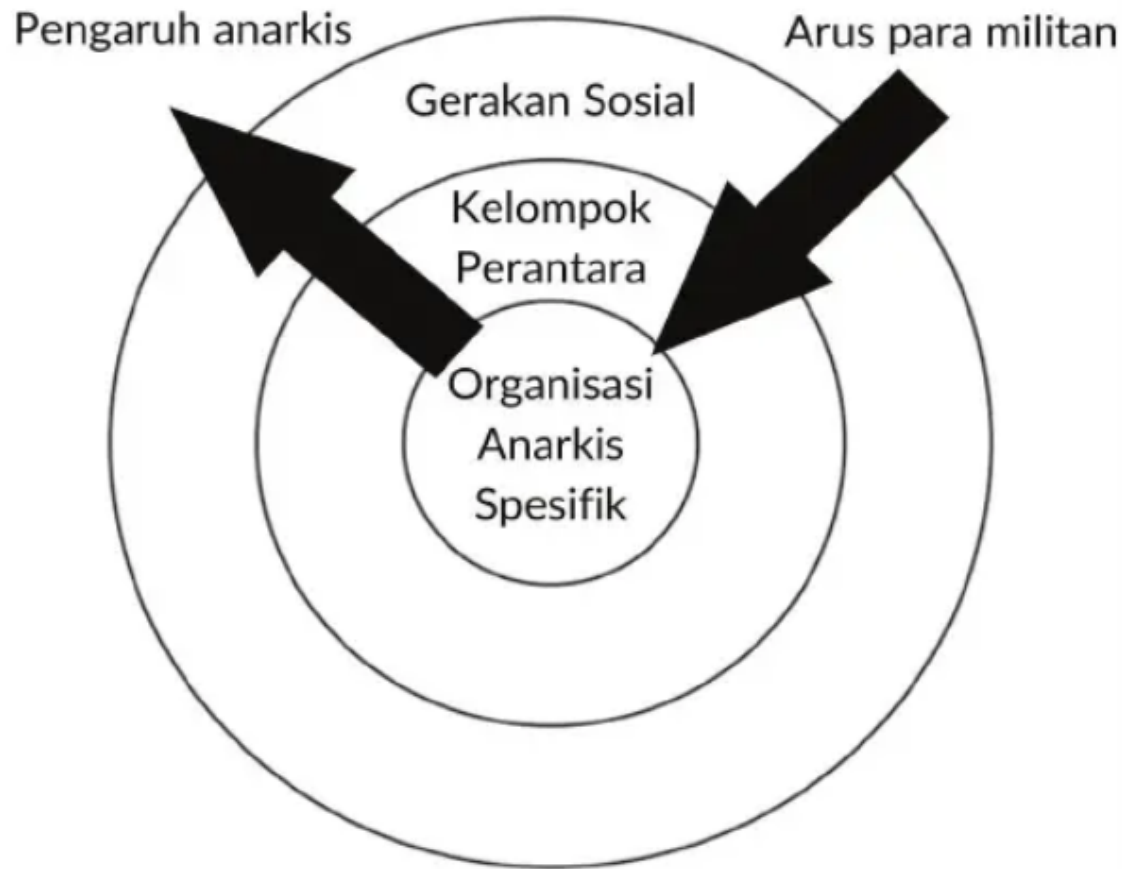 Pengaruh anarkis
Arus para militan
Gerakan Sosial
Kelompok
Perantara
Organisasi
Anarkis
Spesifik